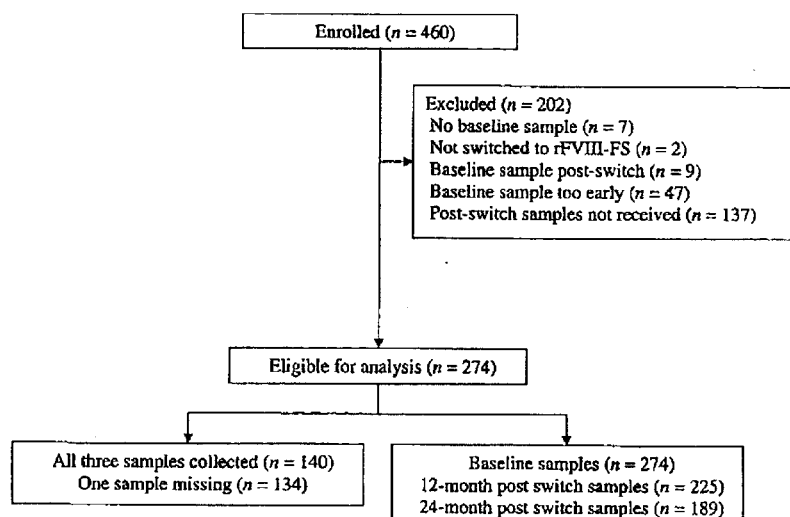 Enrolled (n = 460)
Excluded (n = 202)
No baseline sample (n = 7)
Not switched to rFVIII-FS (n = 2)
Baseline sample post-switch (n = 9)
Baseline sample too early (n = 47)
Post-switch samples not received (n = 137)
Eligible for analysis (n = 274)
All three samples collected (n = 140)
One sample missing (n = 134)
Baseline samples (n = 274)
12-month post switch samples (n = 225)
24-month post switch samples (n = 189)